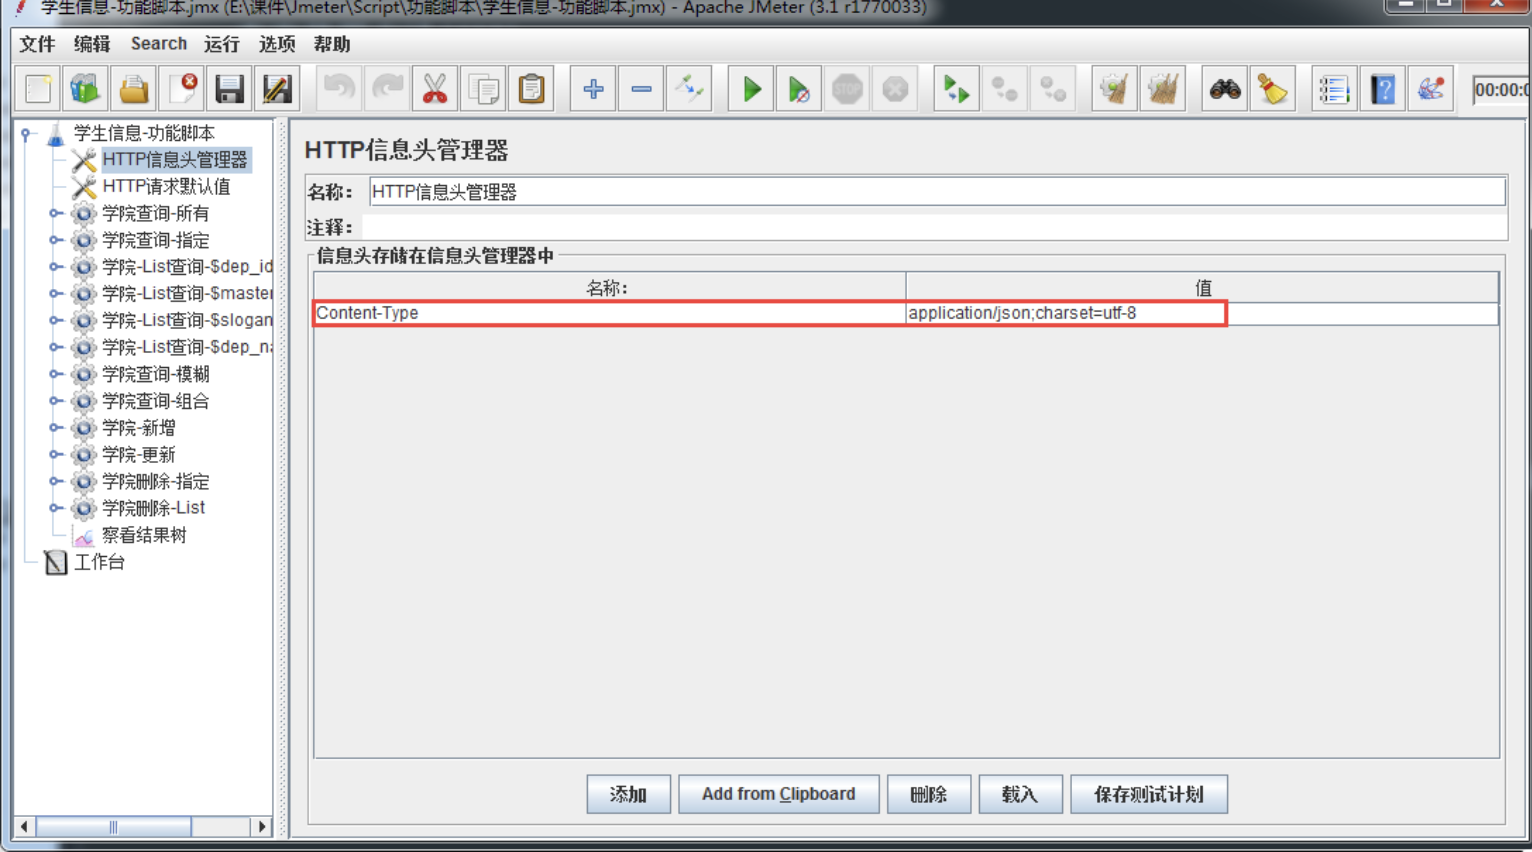 学生信息-功能脚本.jmx (E:\课件\Jmeter\Script\功能脚本\学生信息-功能脚本.jmx) - Apache JMeter (3.1 r1770033)
文件 编辑 Search 运行 选项 帮助
STOP
00:00:0
学生信息-功能脚本
HTTP信息头管理器
HTTP请求默认值
学院查询-所有
学院查询-指定
学院-List查询-$dep_id
学院-List查询-$master
学院-List查询-$slogan
学院-List查询-$dep_na
学院查询-模糊
学院查询-组合
学院-新增
学院-更新
学院删除-指定
学院删除-List
察看结果树
工作台
HTTP信息头管理器
名称： HTTP信息头管理器
注释：
信息头存储在信息头管理器中
名称： 值
Content-Type application/json;charset=utf-8
添加 Add from Clipboard 删除 载入 保存测试计划